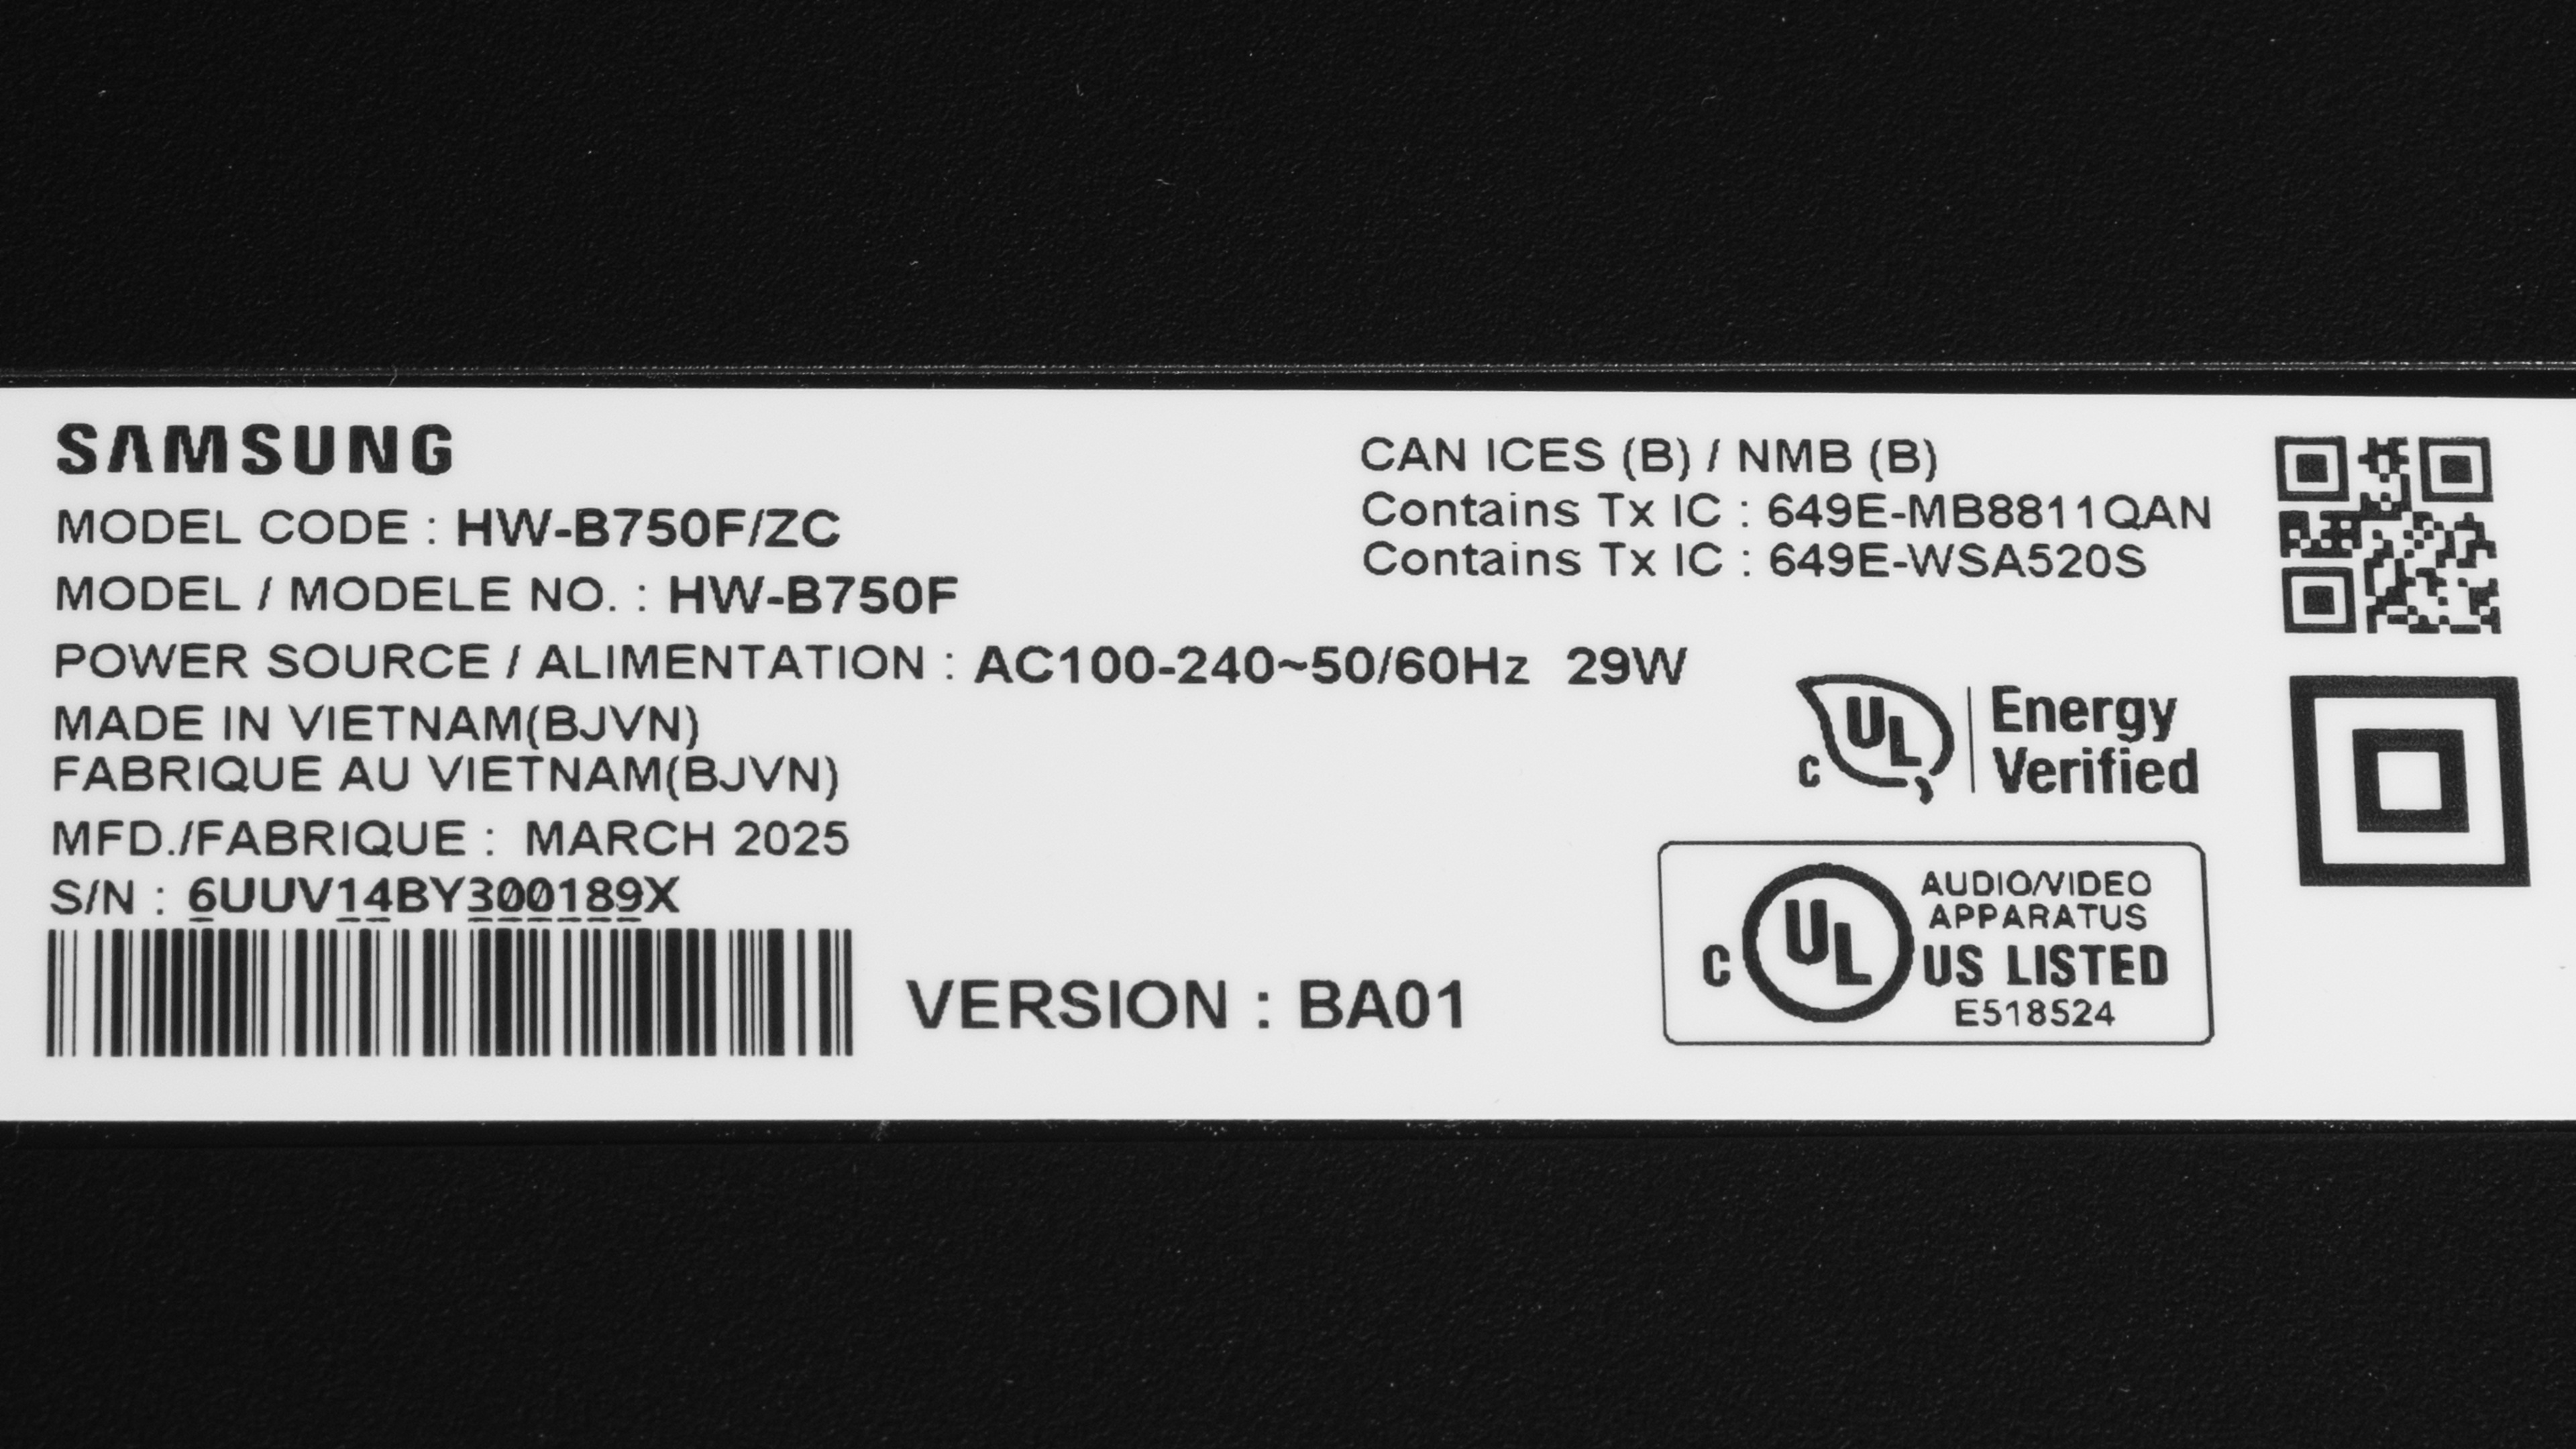 SAMSUNG
MODEL CODE : HW-B750F/ZC
MODEL / MODELE NO. : HW-B750F
POWER SOURCE / ALIMENTATION : AC100-240~50/60Hz 29W
MADE IN VIETNAM(BJVN)
FABRIQUE AU VIETNAM(BJVN)
MFD./FABRIQUE : MARCH 2025
S/N : 6UUV14BY300189X
VERSION : BA01
CAN ICES (B) / NMB (B)
Contains Tx IC : 649E-MB8811QAN
Contains Tx IC : 649E-WSA520S
C UL Energy
Verified
AUDIO/VIDEO
APPARATUS
C UL US LISTED
E518524